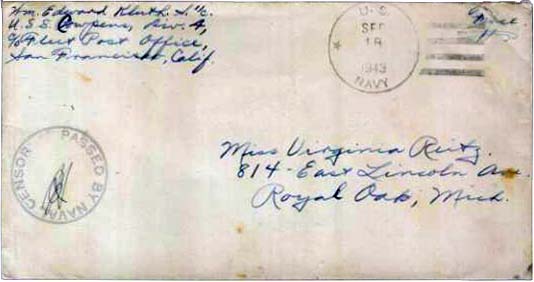 Wm. Edward Kluth. S. 1/c.
U.S.S. Cowpens, Div. 4,
c/o Fleet Post Office,
San Francisco, Calif.
U. S.
SEP
18
1943
NAVY
Free
PASSED BY NAVAL CENSOR
Miss Virginia Reitz.
814-East Lincoln Ave.
Royal Oak, Mich.